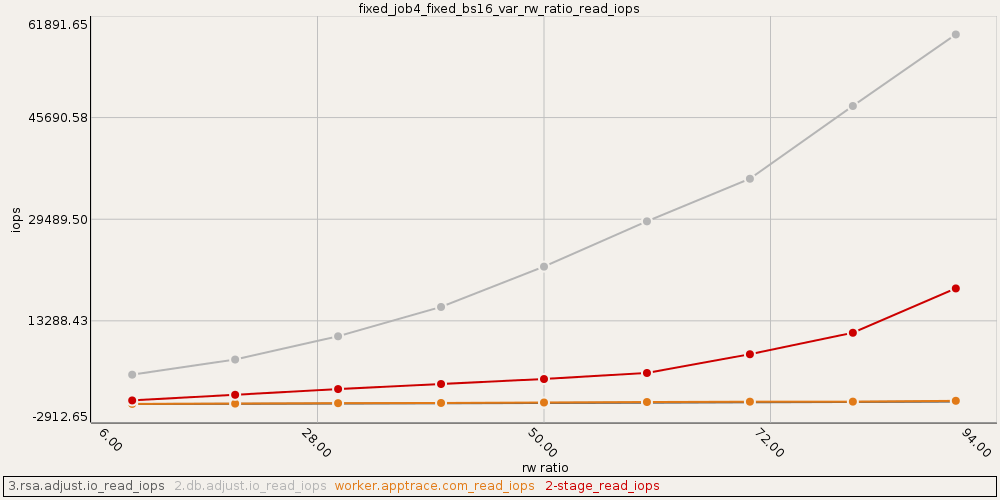 fixed_job4_fixed_bs16_var_rw_ratio_read_iops
61891.65
45690.58
29489.50
13288.43
-2912.65
iops
6.00 28.00 50.00 72.00 94.00
rw ratio
3.rsa.adjust.io_read_iops 2.db.adjust.io_read_iops worker.apptrace.com_read_iops 2-stage_read_iops